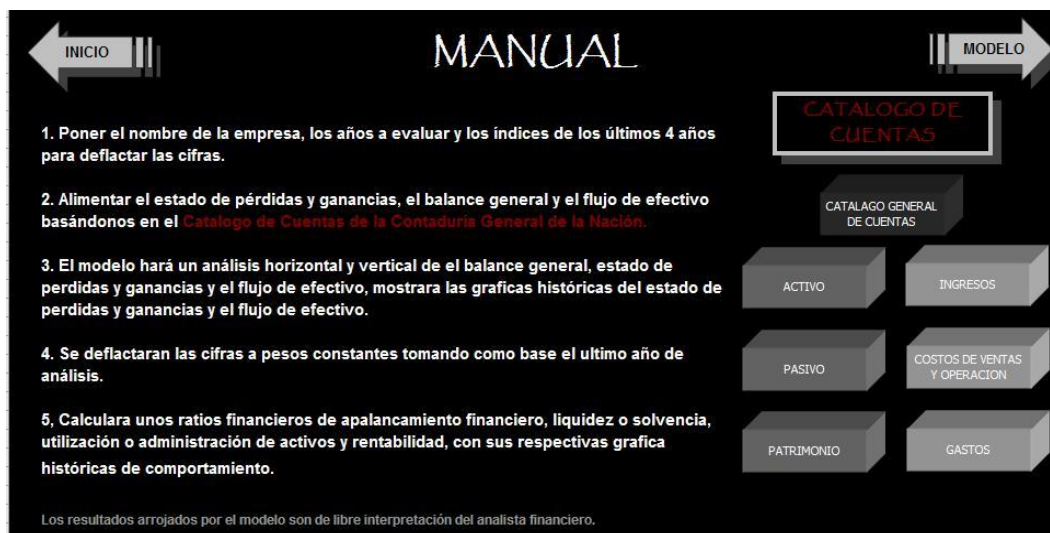 INICIO
MANUAL
MODELO
1. Poner el nombre de la empresa, los años a evaluar y los índices de los últimos 4 años
para deflactar las cifras.
2. Alimentar el estado de pérdidas y ganancias, el balance general y el flujo de efectivo
basándonos en el Catalogo de Cuentas de la Contaduría General de la Nación.
3. El modelo hará un análisis horizontal y vertical de el balance general, estado de
perdidas y ganancias y el flujo de efectivo, mostrara las graficas históricas del estado de
perdidas y ganancias y el flujo de efectivo.
4. Se deflactaran las cifras a pesos constantes tomando como base el ultimo año de
análisis.
5, Calculara unos ratios financieros de apalancamiento financiero, liquidez o solvencia,
utilización o administración de activos y rentabilidad, con sus respectivas grafica
históricas de comportamiento.
Los resultados arrojados por el modelo son de libre interpretación del analista financiero.
CATALOGO DE
CUENTAS
CATALAGO GENERAL
DE CUENTAS
ACTIVO
INGRESOS
PASIVO
COSTOS DE VENTAS
Y OPERACION
PATRIMONIO
GASTOS